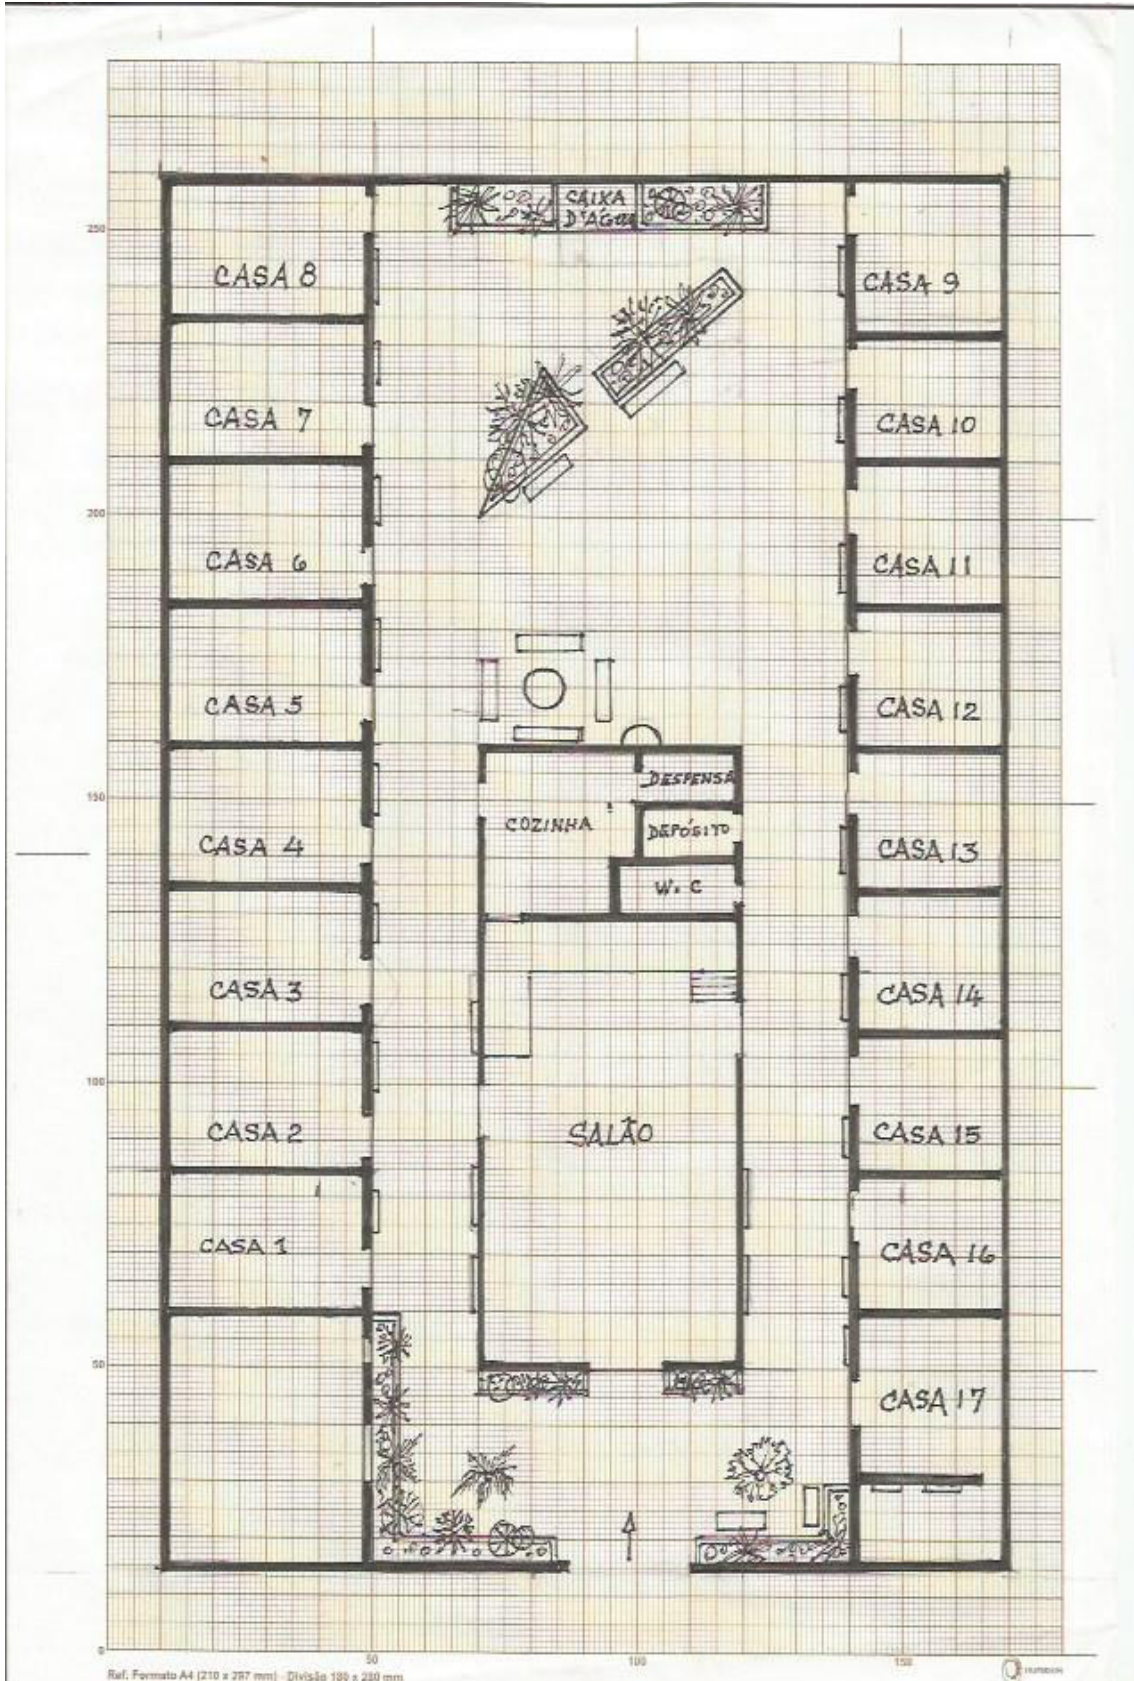 CAIXA
D'ÁGUA
250
CASA 8
CASA 9
CASA 7
CASA 10
200
CASA 6
CASA 11
CASA 5
CASA 12
DESPENSA
150
COZINHA
DEPÓSITO
CASA 4
CASA 13
W.C
CASA 3
CASA 14
100
CASA 2
SALÃO
CASA 15
CASA 1
CASA 16
50
CASA 17
0
50
100
150
Ref. Formato A4 (210 x 297 mm) - Divisão 180 x 280 mm